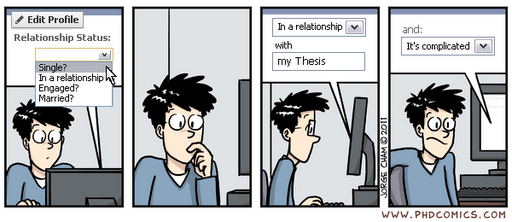 Edit Profile
Relationship Status:
Single?
In a relationship
Engaged?
Married?
In a relationship
with
my Thesis
and:
It's complicated
JORGE CHAM © 2011
WWW.PHDCOMICS.COM